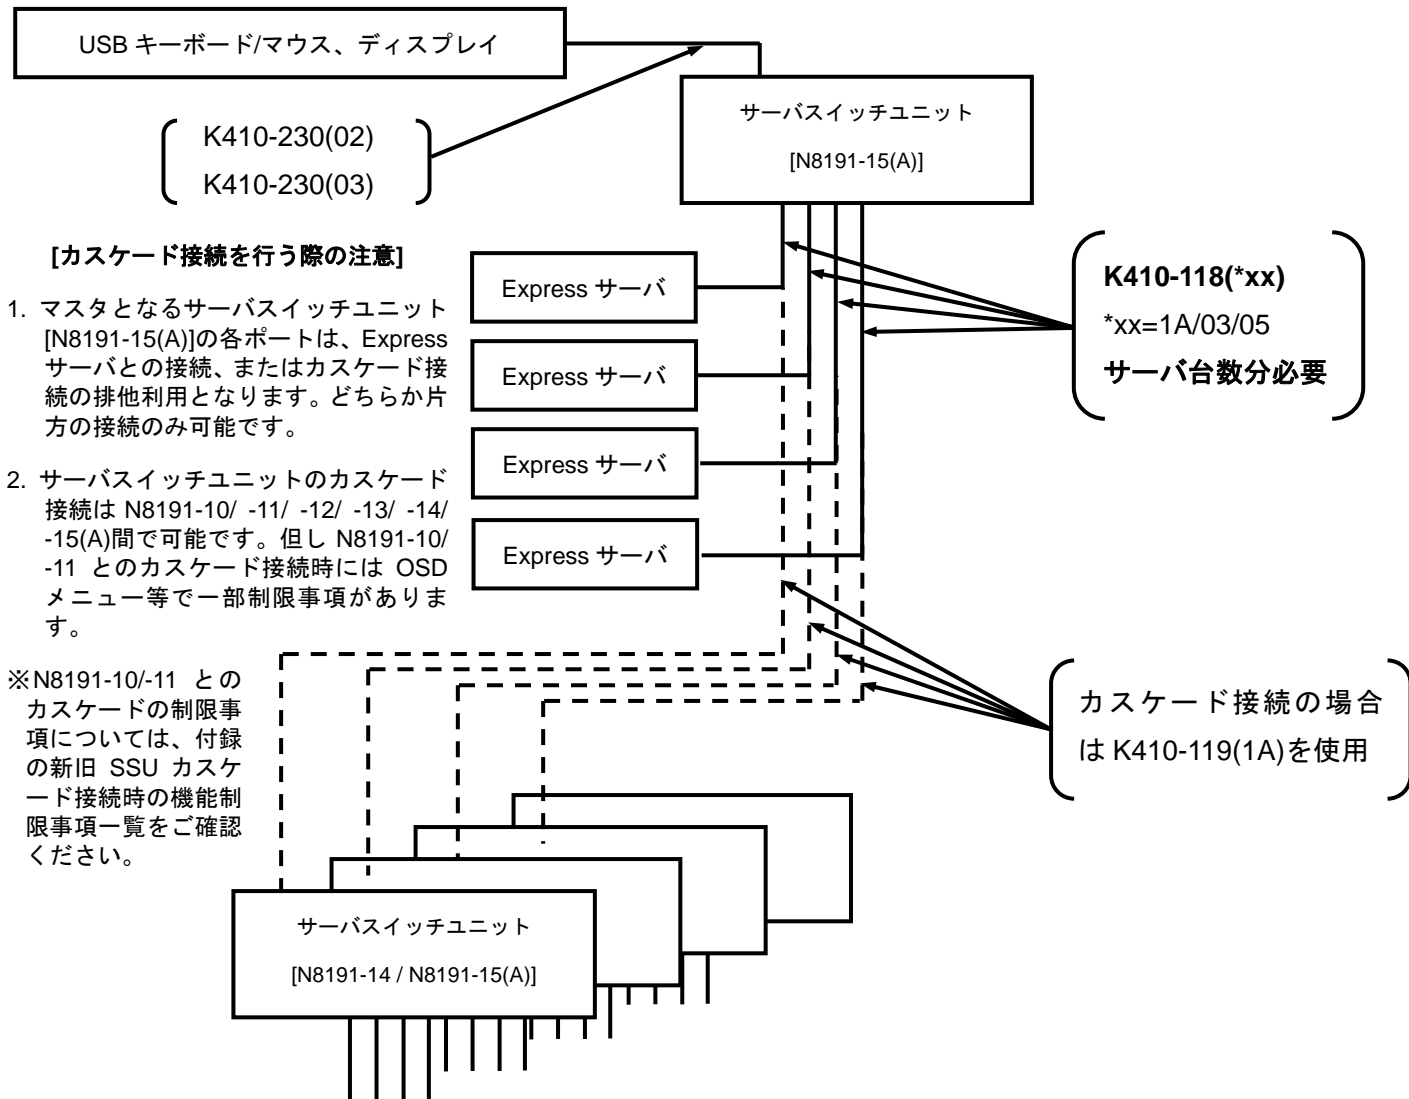 USB キーボード/マウス、ディスプレイ
サーバスイッチユニット
[N8191-15(A)]
K410-230(02)
K410-230(03)
[カスケード接続を行う際の注意]
1. マスタとなるサーバスイッチユニット
[N8191-15(A)]の各ポートは、Express
サーバとの接続、またはカスケード接
続の排他利用となります。どちらか片
方の接続のみ可能です。
2. サーバスイッチユニットのカスケード
接続は N8191-10/ -11/ -12/ -13/ -14/
-15(A)間で可能です。但し N8191-10/
-11 とのカスケード接続時には OSD
メニュー等で一部制限事項がありま
す。
※N8191-10/-11 との
カスケードの制限事
項については、付録
の新旧 SSU カスケ
ード接続時の機能制
限事項一覧をご確認
ください。
Express サーバ
Express サーバ
Express サーバ
Express サーバ
K410-118(*xx)
*xx=1A/03/05
サーバ台数分必要
カスケード接続の場合
は K410-119(1A)を使用
サーバスイッチユニット
[N8191-14 / N8191-15(A)]